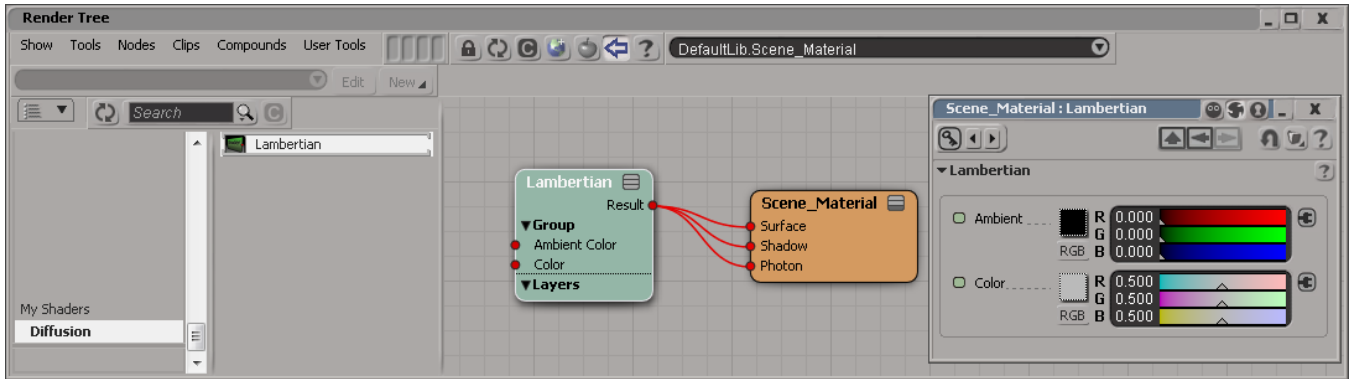 Render Tree
Show Tools Nodes Clips Compounds User Tools
DefaultLib.Scene_Material
Edit New
Search
Lambertian
My Shaders
Diffusion
Lambertian
Result
Group
Ambient Color
Color
Layers
Scene_Material
Surface
Shadow
Photon
Scene_Material : Lambertian
Lambertian
Ambient R 0.000
G 0.000
RGB B 0.000
Color R 0.500
G 0.500
RGB B 0.500